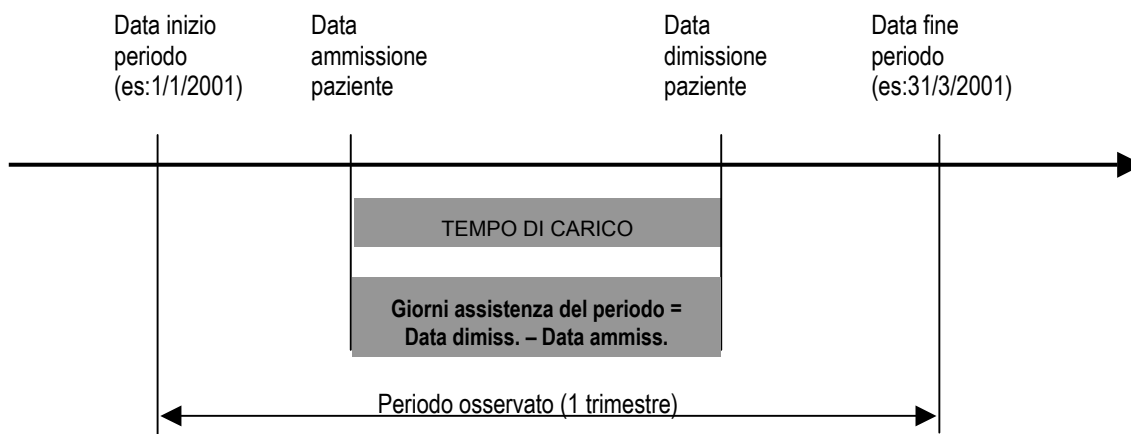 Data inizio
periodo
(es:1/1/2001)
Data
ammissione
paziente
Data
dimissione
paziente
Data fine
periodo
(es:31/3/2001)
TEMPO DI CARICO
Giorni assistenza del periodo =
Data dimiss. – Data ammiss.
Periodo osservato (1 trimestre)